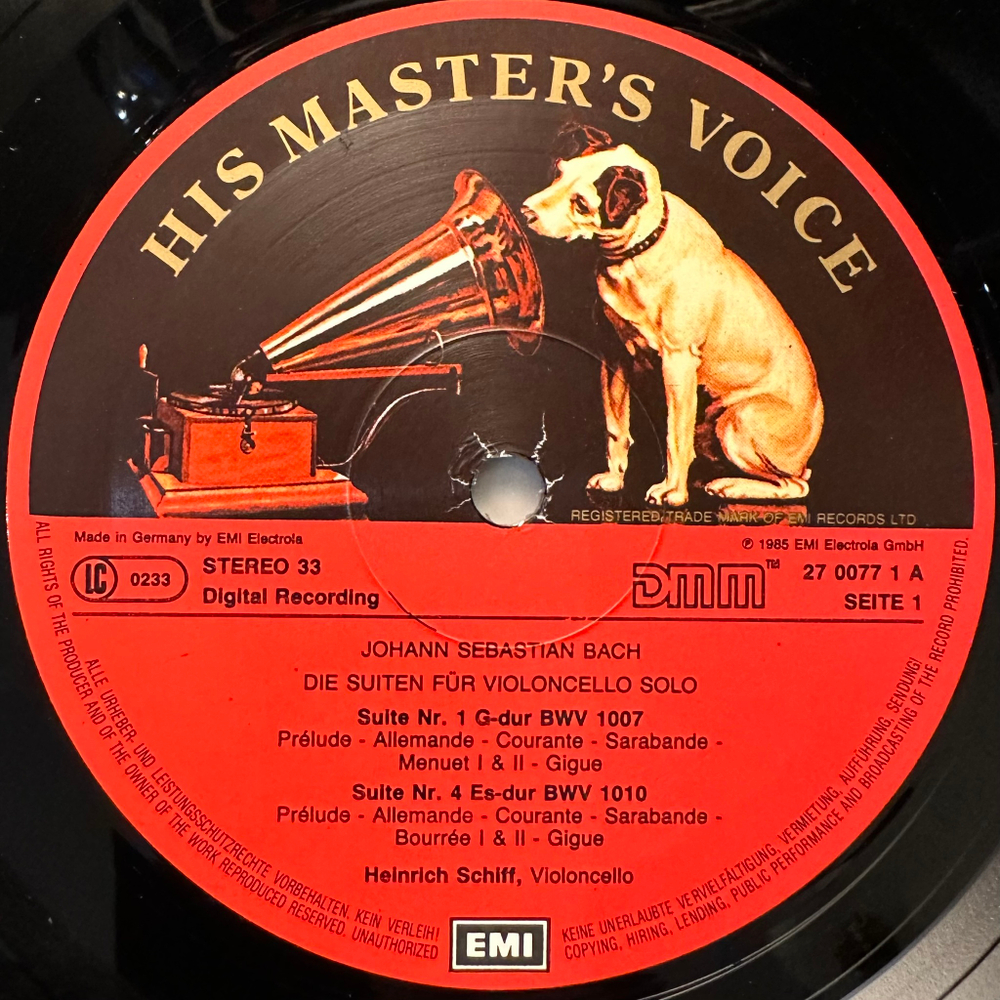 HIS MASTER'S VOICE
REGISTERED TRADE MARK OF EMI RECORDS LTD
Made in Germany by EMI Electrola
℗ 1985 EMI Electrola GmbH
LC 0233
STEREO 33
Digital Recording
DMM™
27 0077 1 A
SEITE 1
JOHANN SEBASTIAN BACH
DIE SUITEN FÜR VIOLONCELLO SOLO
Suite Nr. 1 G-dur BWV 1007
Prélude - Allemande - Courante - Sarabande -
Menuet I & II - Gigue
Suite Nr. 4 Es-dur BWV 1010
Prélude - Allemande - Courante - Sarabande -
Bourrée I & II - Gigue
Heinrich Schiff, Violoncello
EMI
ALLE URHEBER- UND LEISTUNGSSCHUTZRECHTE VORBEHALTEN. KEIN VERLEIH!
KEINE UNERLAUBTE VERVIELFÄLTIGUNG, VERMIETUNG, AUFFÜHRUNG, SENDUNG!
ALL RIGHTS OF THE PRODUCER AND OF THE OWNER OF THE WORK REPRODUCED RESERVED. UNAUTHORIZED
COPYING, HIRING, LENDING, PUBLIC PERFORMANCE AND BROADCASTING OF THE RECORD PROHIBITED.